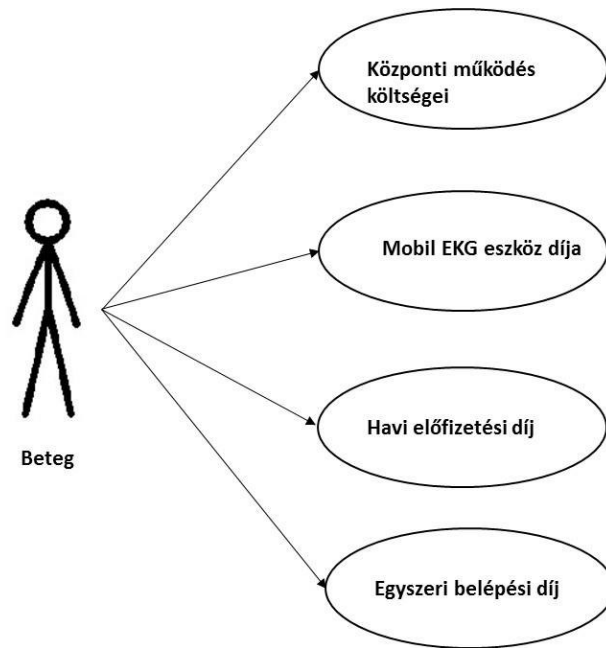 Központi működés
költségei
Mobil EKG eszköz díja
Havi előfizetési díj
Beteg
Egyszeri belépési díj